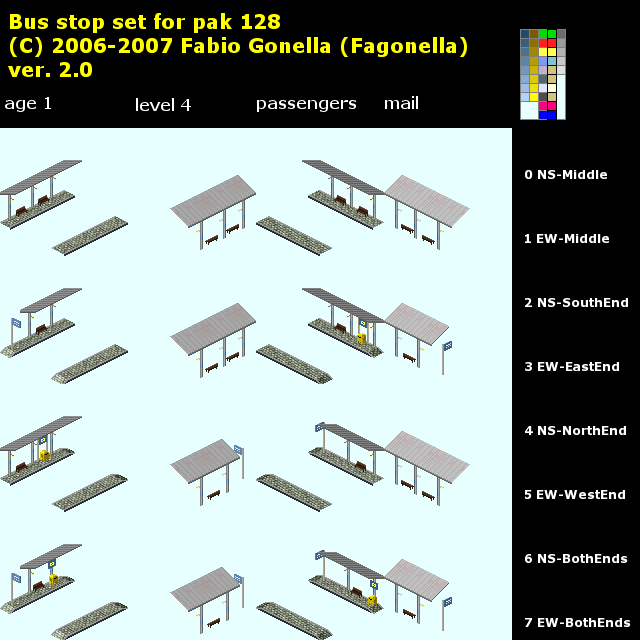 Bus stop set for pak 128
(C) 2006-2007 Fabio Gonella (Fagonella)
ver. 2.0
age 1 level 4 passengers mail
0 NS-Middle
1 EW-Middle
2 NS-SouthEnd
3 EW-EastEnd
4 NS-NorthEnd
5 EW-WestEnd
6 NS-BothEnds
7 EW-BothEnds